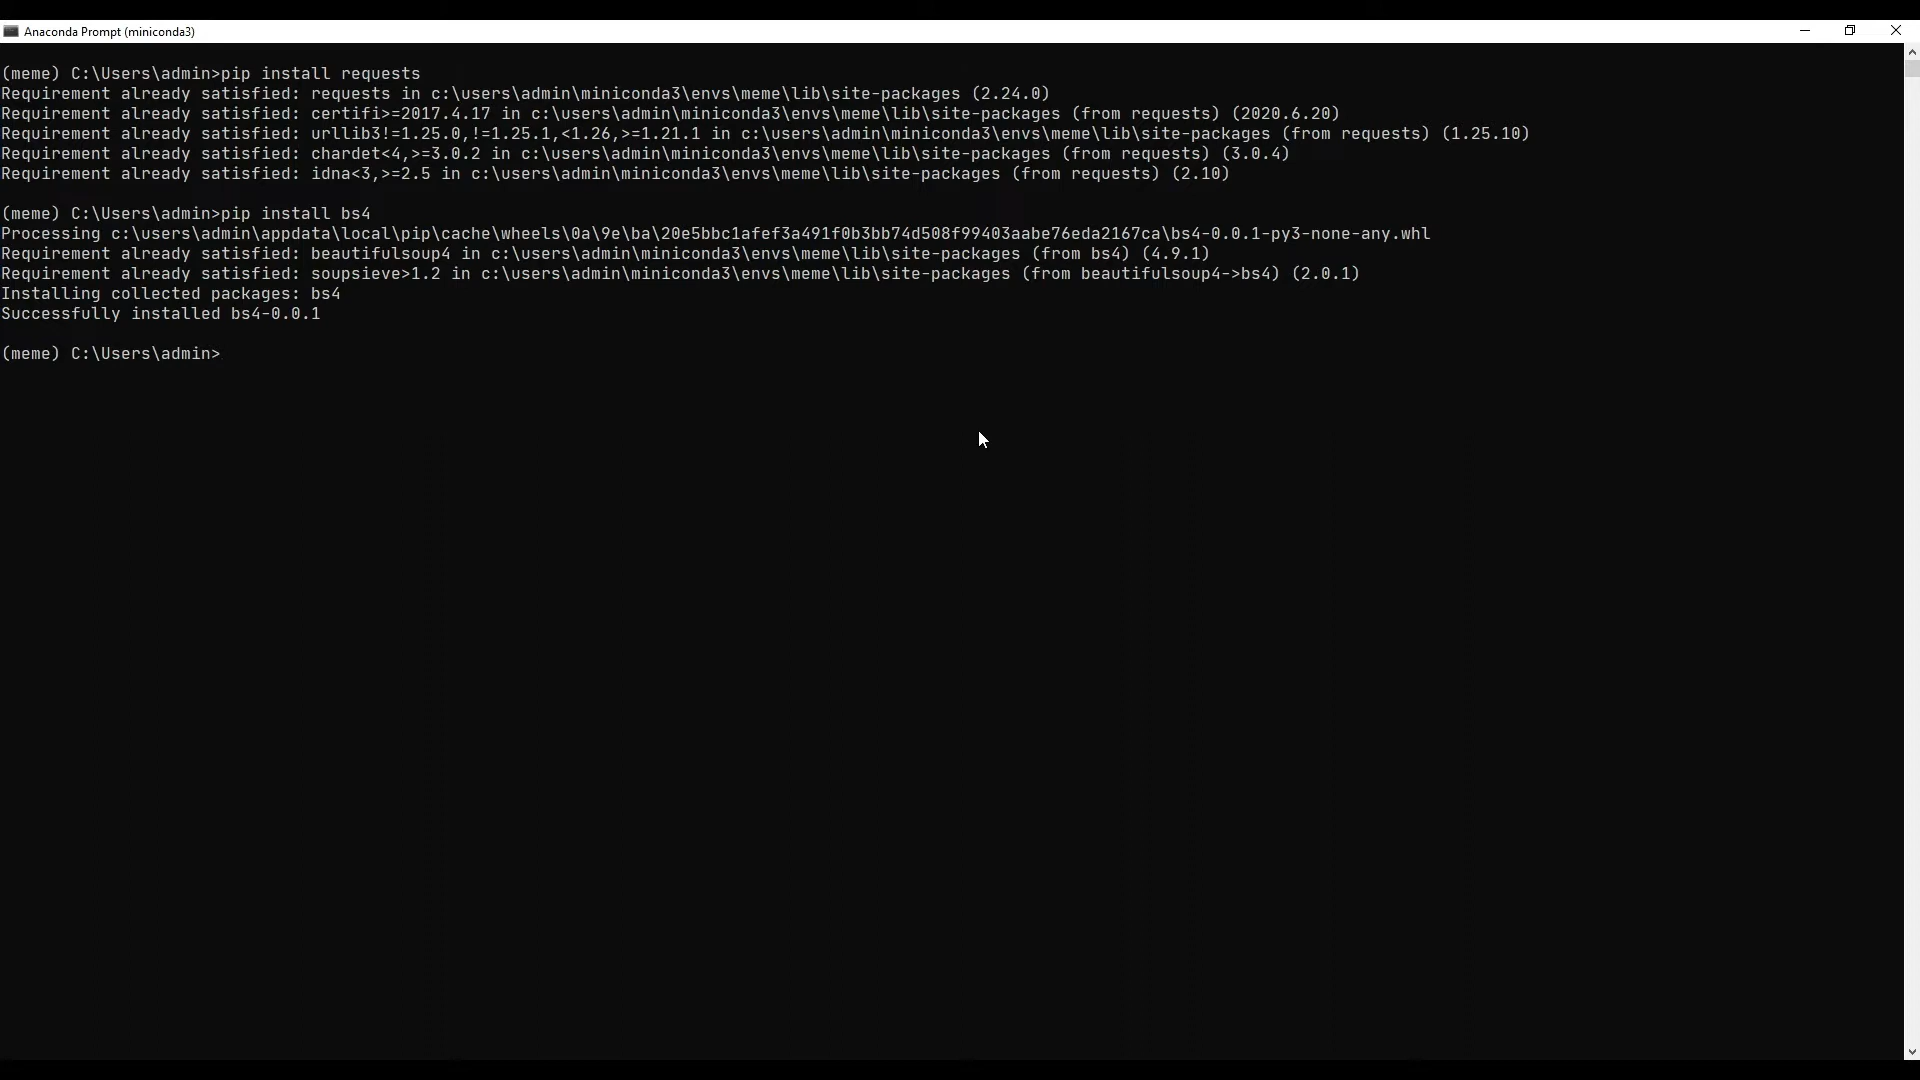 Anaconda Prompt (miniconda3)
(meme) C:\Users\admin>pip install requests
Requirement already satisfied: requests in c:\users\admin\miniconda3\envs\meme\lib\site-packages (2.24.0)
Requirement already satisfied: certifi>=2017.4.17 in c:\users\admin\miniconda3\envs\meme\lib\site-packages (from requests) (2020.6.20)
Requirement already satisfied: urllib3!=1.25.0,!=1.25.1,<1.26,>=1.21.1 in c:\users\admin\miniconda3\envs\meme\lib\site-packages (from requests) (1.25.10)
Requirement already satisfied: chardet<4,>=3.0.2 in c:\users\admin\miniconda3\envs\meme\lib\site-packages (from requests) (3.0.4)
Requirement already satisfied: idna<3,>=2.5 in c:\users\admin\miniconda3\envs\meme\lib\site-packages (from requests) (2.10)
(meme) C:\Users\admin>pip install bs4
Processing c:\users\admin\appdata\local\pip\cache\wheels\0a\9e\ba\20e5bbc1afef3a491f0b3bb74d508f99403aabe76eda2167ca\bs4-0.0.1-py3-none-any.whl
Requirement already satisfied: beautifulsoup4 in c:\users\admin\miniconda3\envs\meme\lib\site-packages (from bs4) (4.9.1)
Requirement already satisfied: soupsieve>1.2 in c:\users\admin\miniconda3\envs\meme\lib\site-packages (from beautifulsoup4->bs4) (2.0.1)
Installing collected packages: bs4
Successfully installed bs4-0.0.1
(meme) C:\Users\admin>